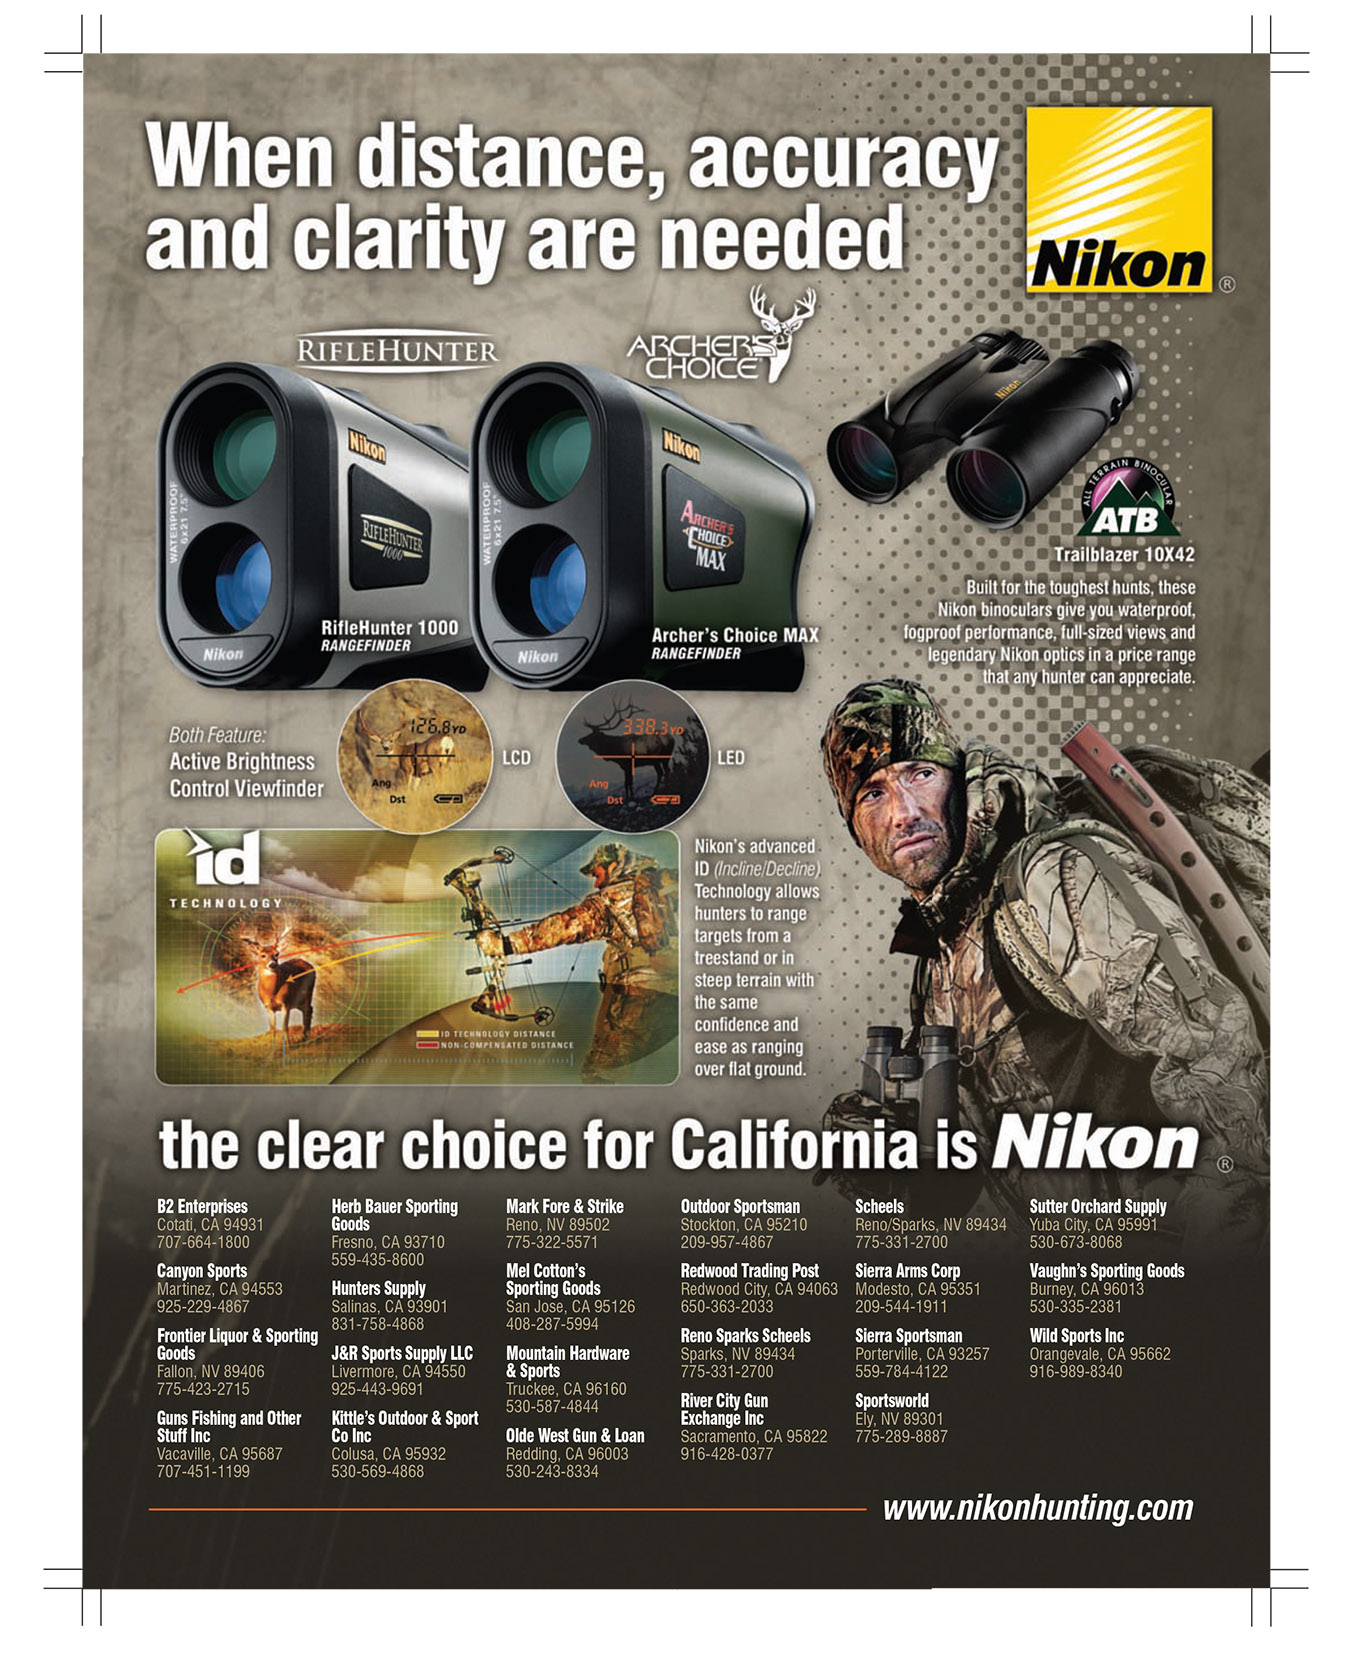 When distance, accuracy
and clarity are needed
Nikon ®
RIFLEHUNTER
ARCHER'S
CHOICE
Nikon
WATERPROOF
6x21 7.5°
RIFLEHUNTER
1000
RifleHunter 1000
RANGEFINDER
Nikon
Nikon
WATERPROOF
6x21 7.5°
ARCHER'S
CHOICE
MAX
Archer's Choice MAX
RANGEFINDER
Nikon
Nikon
ALL TERRAIN BINOCULAR
ATB
Trailblazer 10X42
Built for the toughest hunts, these
Nikon binoculars give you waterproof,
fogproof performance, full-sized views and
legendary Nikon optics in a price range
that any hunter can appreciate.
Both Feature:
Active Brightness
Control Viewfinder
126.8YD
Ang
Dst
LCD
338.3YD
Ang
Dst
LED
id
TECHNOLOGY
ID TECHNOLOGY DISTANCE
NON-COMPENSATED DISTANCE
Nikon's advanced
ID (Incline/Decline)
Technology allows
hunters to range
targets from a
treestand or in
steep terrain with
the same
confidence and
ease as ranging
over flat ground.
the clear choice for California is Nikon ®
B2 Enterprises
Cotati, CA 94931
707-664-1800
Canyon Sports
Martinez, CA 94553
925-229-4867
Frontier Liquor & Sporting
Goods
Fallon, NV 89406
775-423-2715
Guns Fishing and Other
Stuff Inc
Vacaville, CA 95687
707-451-1199
Herb Bauer Sporting
Goods
Fresno, CA 93710
559-435-8600
Hunters Supply
Salinas, CA 93901
831-758-4868
J&R Sports Supply LLC
Livermore, CA 94550
925-443-9691
Kittle's Outdoor & Sport
Co Inc
Colusa, CA 95932
530-569-4868
Mark Fore & Strike
Reno, NV 89502
775-322-5571
Mel Cotton's
Sporting Goods
San Jose, CA 95126
408-287-5994
Mountain Hardware
& Sports
Truckee, CA 96160
530-587-4844
Olde West Gun & Loan
Redding, CA 96003
530-243-8334
Outdoor Sportsman
Stockton, CA 95210
209-957-4867
Redwood Trading Post
Redwood City, CA 94063
650-363-2033
Reno Sparks Scheels
Sparks, NV 89434
775-331-2700
River City Gun
Exchange Inc
Sacramento, CA 95822
916-428-0377
Scheels
Reno/Sparks, NV 89434
775-331-2700
Sierra Arms Corp
Modesto, CA 95351
209-544-1911
Sierra Sportsman
Porterville, CA 93257
559-784-4122
Sportsworld
Ely, NV 89301
775-289-8887
Sutter Orchard Supply
Yuba City, CA 95991
530-673-8068
Vaughn's Sporting Goods
Burney, CA 96013
530-335-2381
Wild Sports Inc
Orangevale, CA 95662
916-989-8340
www.nikonhunting.com